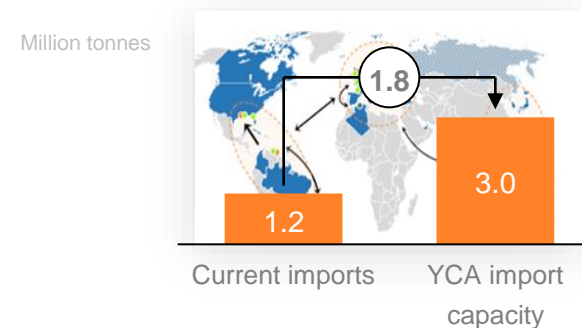 Million tonnes
1.8
3.0
1.2
Current imports
YCA import
capacity